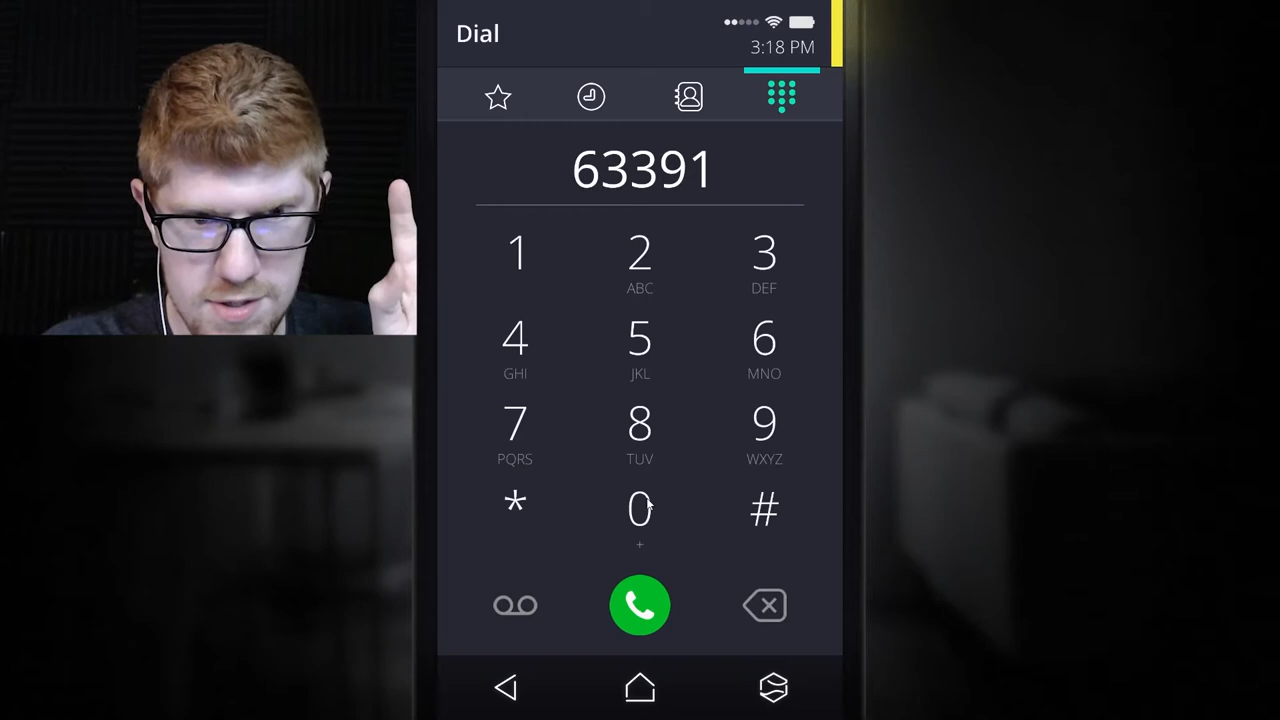 Dial
3:18 PM
63391
1 2 3
ABC DEF
4 5 6
GHI JKL MNO
7 8 9
PQRS TUV WXYZ
* 0 #
+